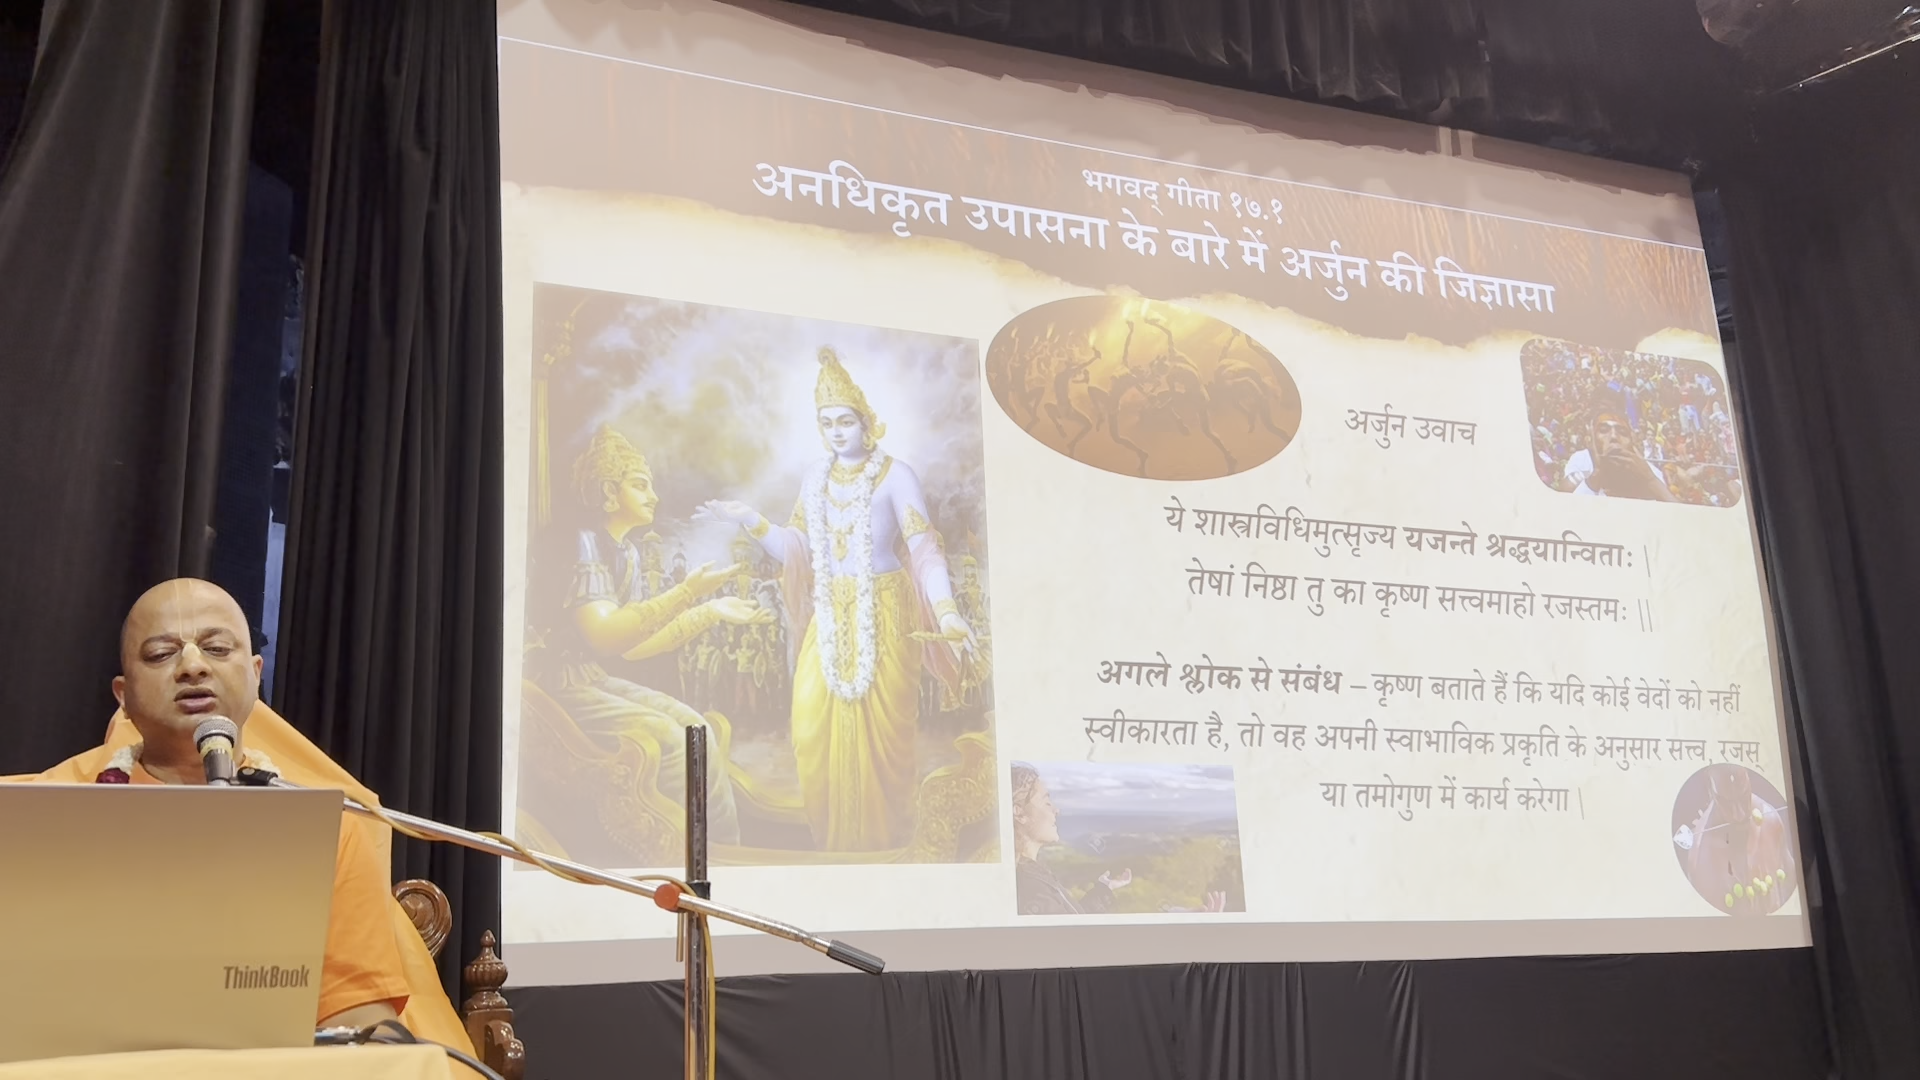 भगवद् गीता १७.१
अनधिकृत उपासना के बारे में अर्जुन की जिज्ञासा
अर्जुन उवाच
ये शास्त्रविधिमुत्सृज्य यजन्ते श्रद्धयान्विताः |
तेषां निष्ठा तु का कृष्ण सत्त्वमाहो रजस्तमः ||
अगले श्लोक से संबंध – कृष्ण बताते हैं कि यदि कोई वेदों को नहीं
स्वीकारता है, तो वह अपनी स्वाभाविक प्रकृति के अनुसार सत्त्व, रजस्
या तमोगुण में कार्य करेगा |
ThinkBook